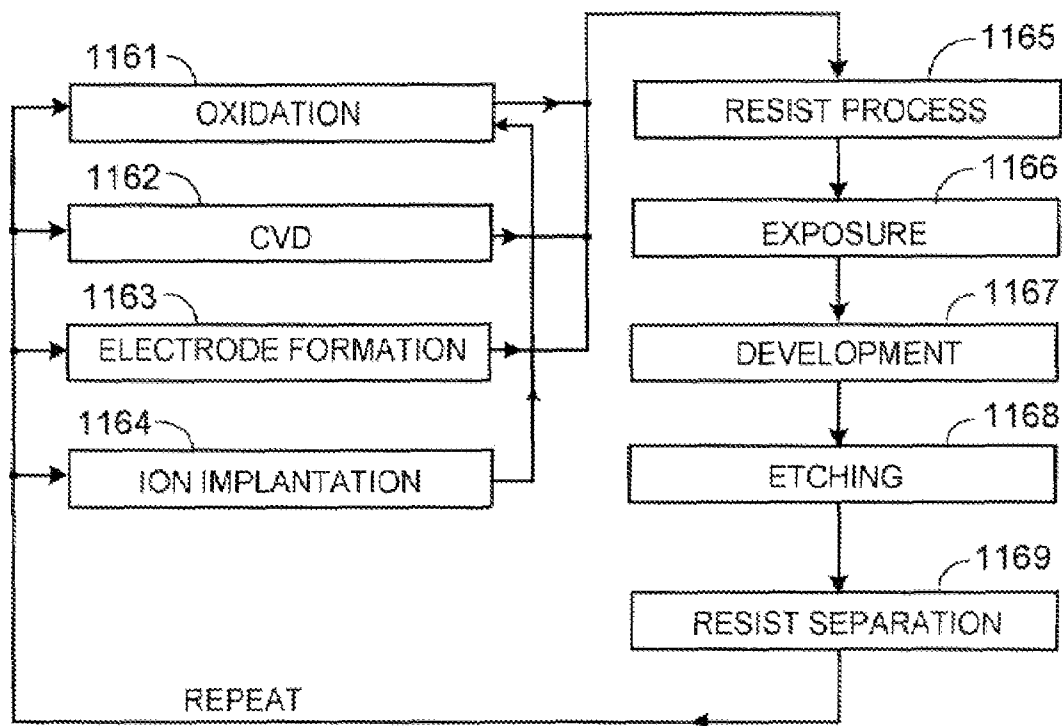 1161
OXIDATION
1162
CVD
1163
ELECTRODE FORMATION
1164
ION IMPLANTATION
1165
RESIST PROCESS
1166
EXPOSURE
1167
DEVELOPMENT
1168
ETCHING
1169
RESIST SEPARATION
REPEAT